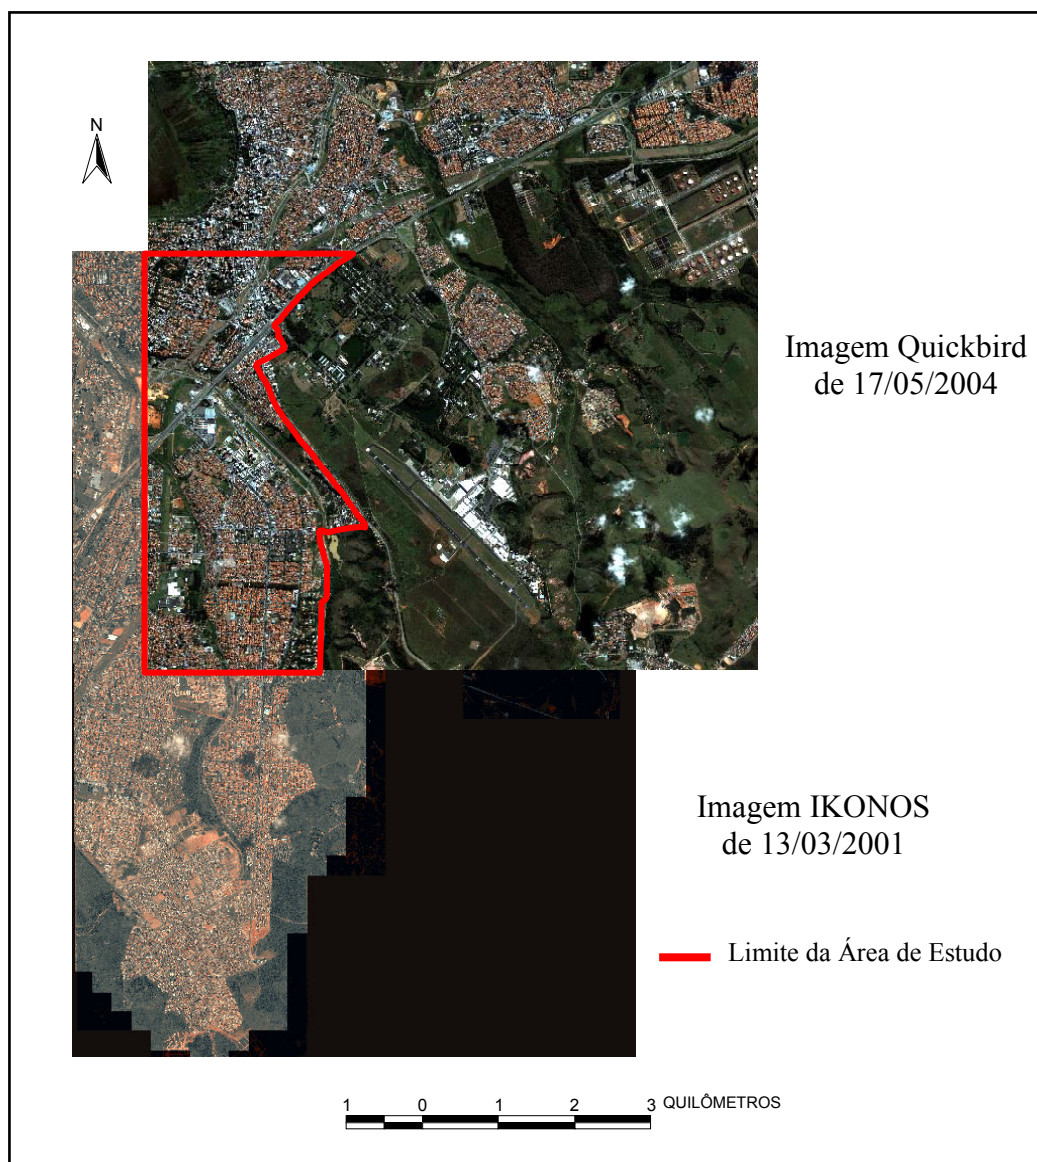 N
Imagem Quickbird
de 17/05/2004
Imagem IKONOS
de 13/03/2001
Limite da Área de Estudo
1 0 1 2 3 QUILÔMETROS